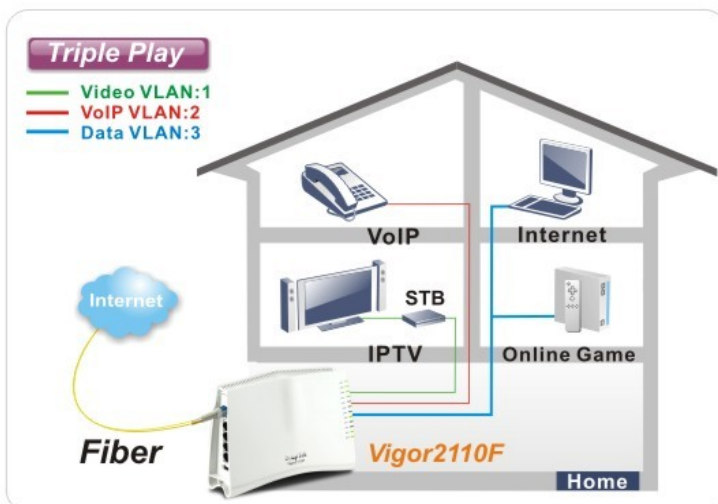 Triple Play
Video VLAN:1
VoIP VLAN:2
Data VLAN:3
VoIP
Internet
Internet
STB
IPTV
Online Game
Fiber
Vigor2110F
Home